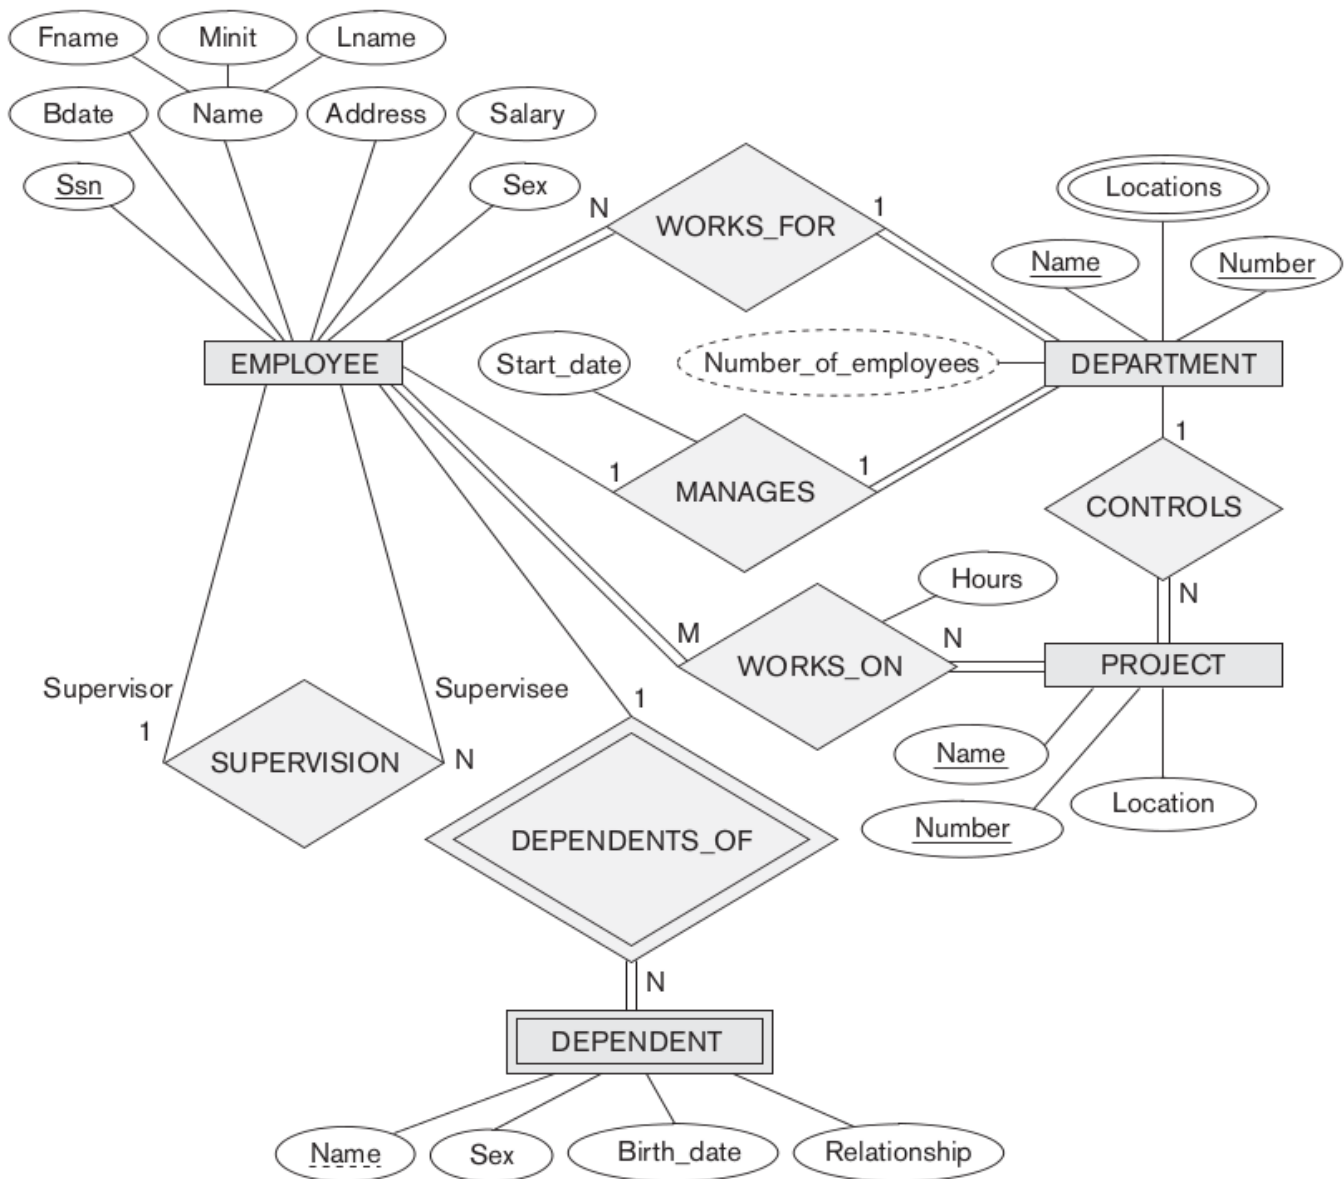 Fname
Minit
Lname
Bdate
Name
Address
Salary
Ssn
Sex
N
WORKS_FOR
1
Locations
Name
Number
EMPLOYEE
Start_date
Number_of_employees
DEPARTMENT
1
MANAGES
1
1
CONTROLS
Hours
N
M
WORKS_ON
N
PROJECT
Supervisor
Supervisee
1
1
SUPERVISION
N
Name
Number
Location
DEPENDENTS_OF
N
DEPENDENT
Name
Sex
Birth_date
Relationship